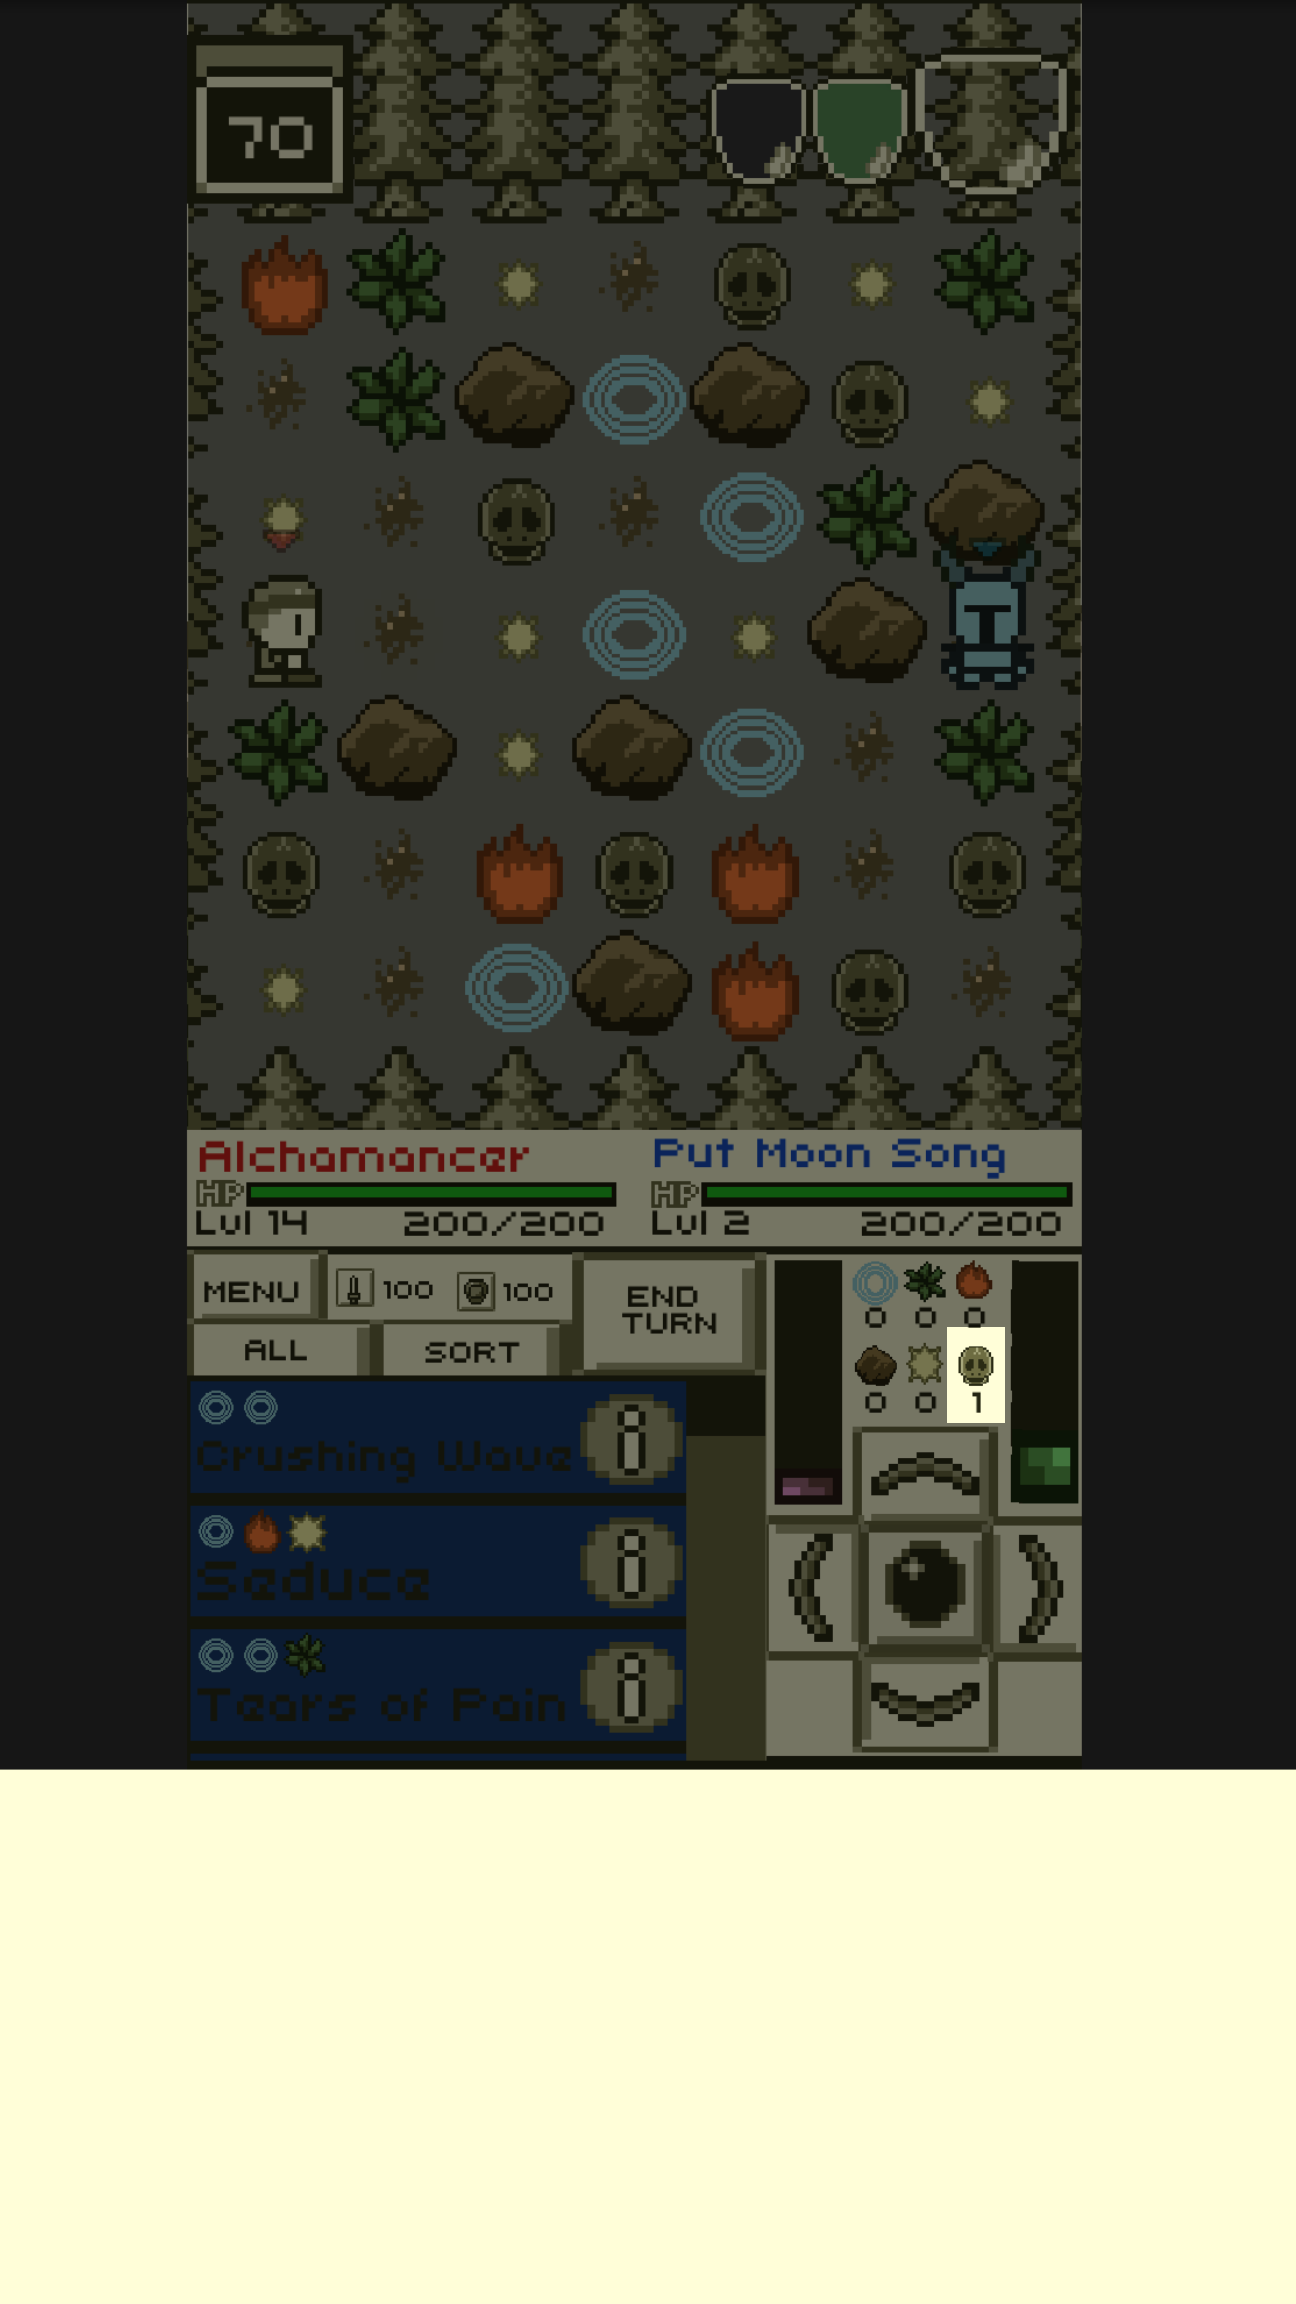 70
Alchamancer
Put Moon Song
HP
HP
Lvl 14 200/200
Lvl 2 200/200
MENU
100
100
END
TURN
ALL
SORT
0 0 0
0 0 1
Crushing Wave
i
Seduce
i
Tears of Pain
i